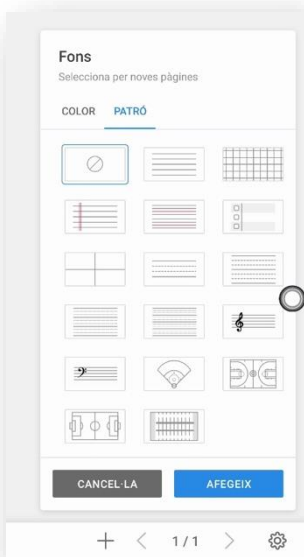 Fons
Selecciona per noves pàgines
COLOR PATRÓ
CANCEL·LA AFEGEIX
1 / 1